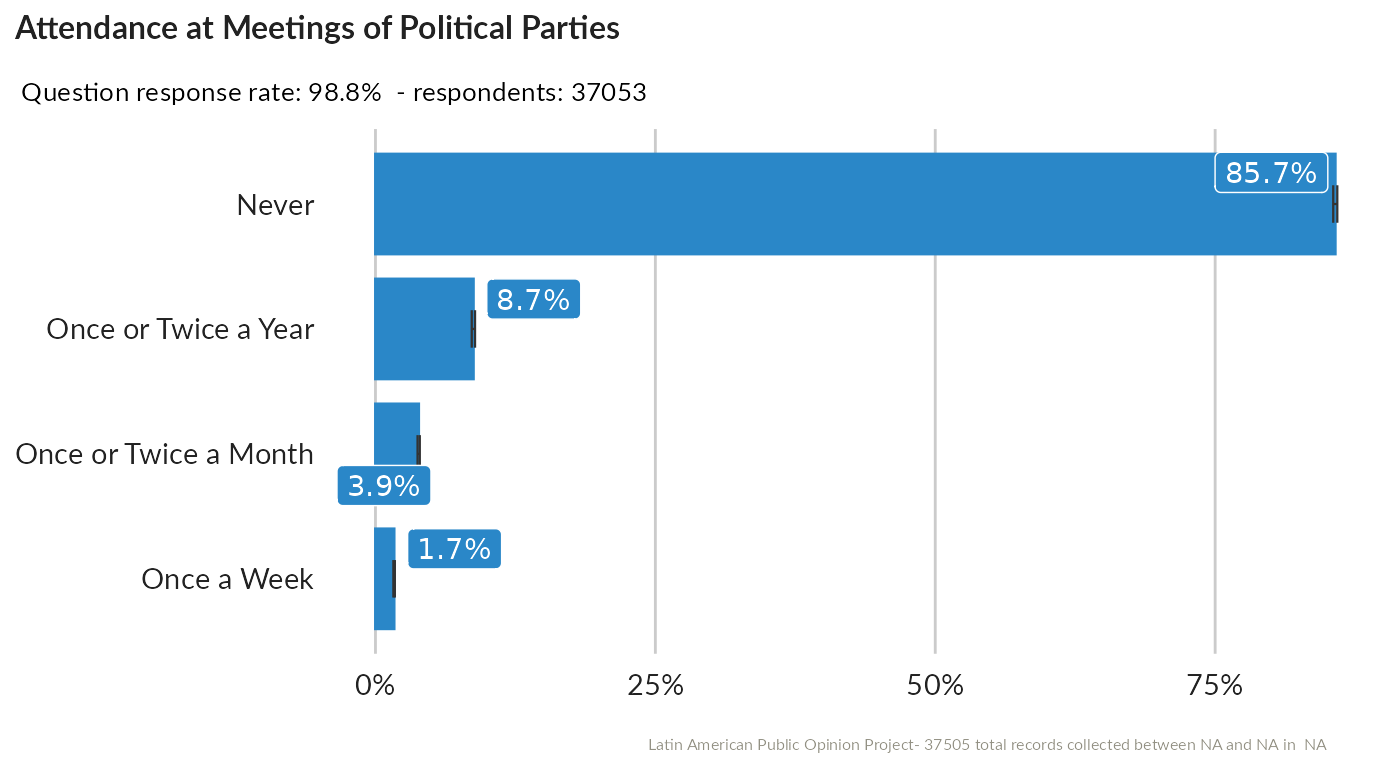 Attendance at Meetings of Political Parties
Question response rate: 98.8%  - respondents: 37053
Never
85.7%
Once or Twice a Year
8.7%
Once or Twice a Month
3.9%
Once a Week
1.7%
0%
25%
50%
75%
Latin American Public Opinion Project- 37505 total records collected between NA and NA in  NA